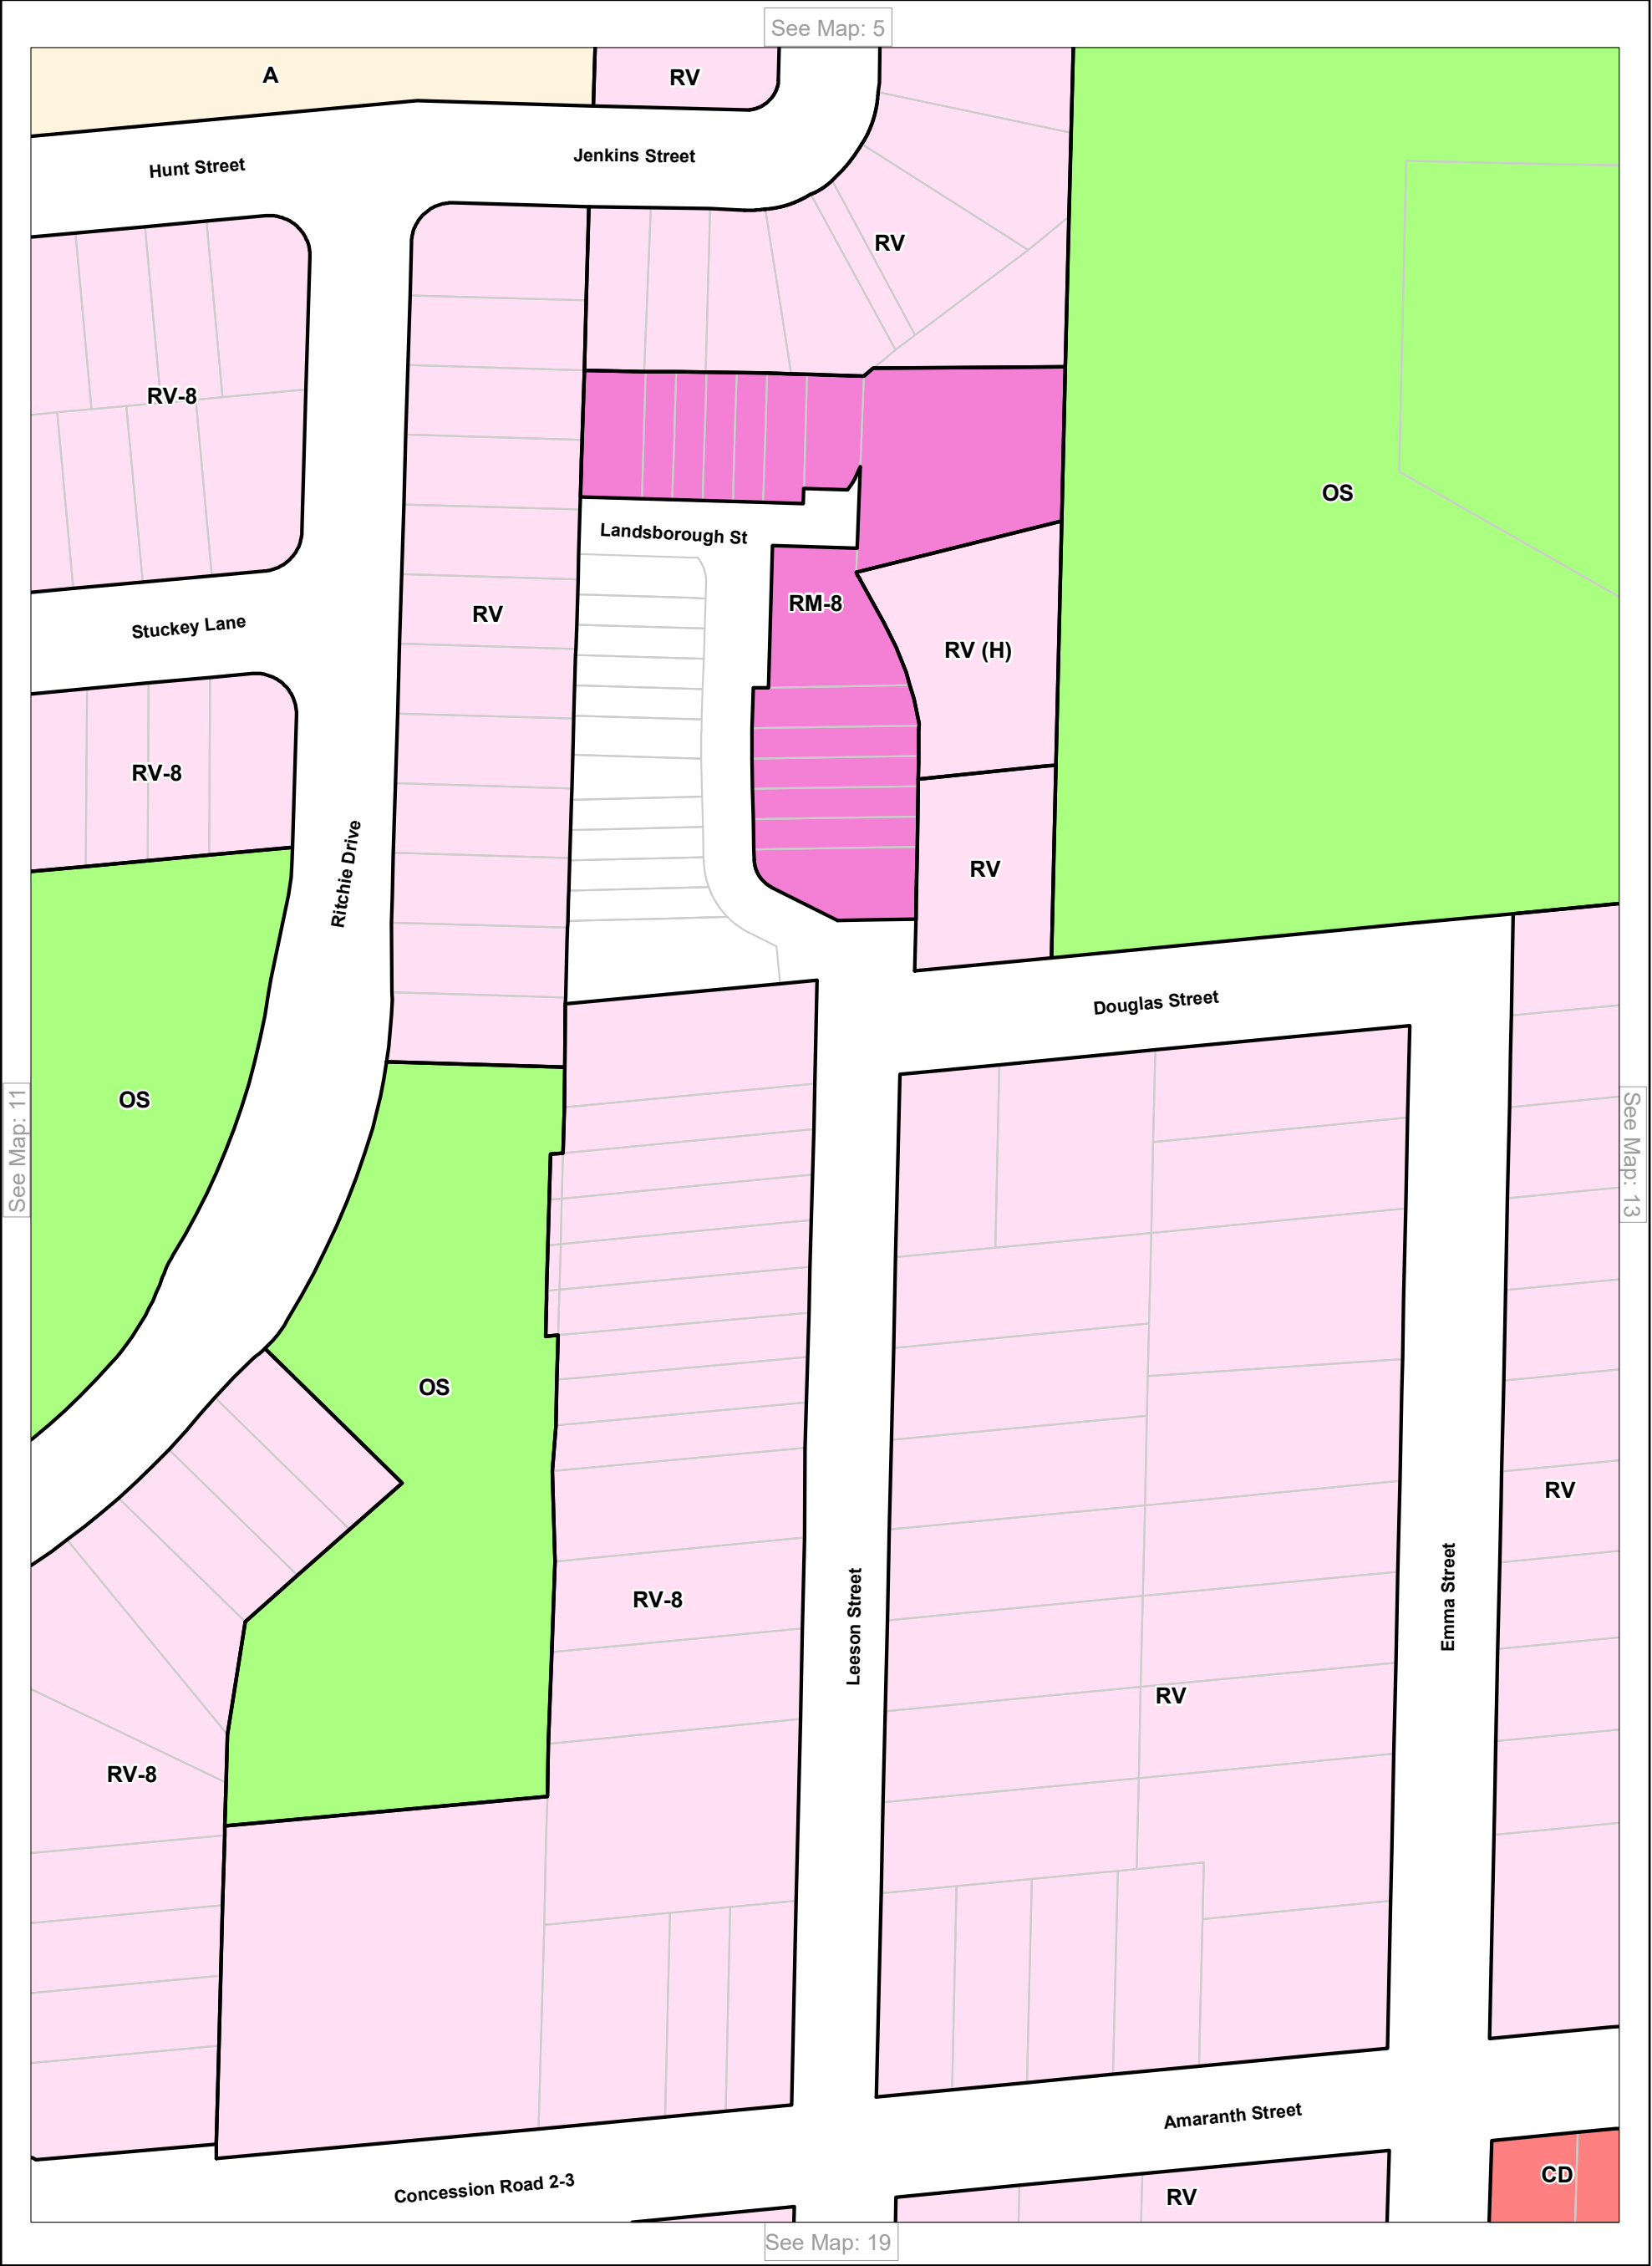 See Map: 5
A
RV
Hunt Street
Jenkins Street
RV
RV-8
OS
Landsborough St
RM-8
RV
Stuckey Lane
RV (H)
RV-8
Ritchie Drive
RV
Douglas Street
OS
See Map: 11
See Map: 13
OS
RV
RV-8
Leeson Street
Emma Street
RV
RV-8
Amaranth Street
CD
Concession Road 2-3
RV
See Map: 19